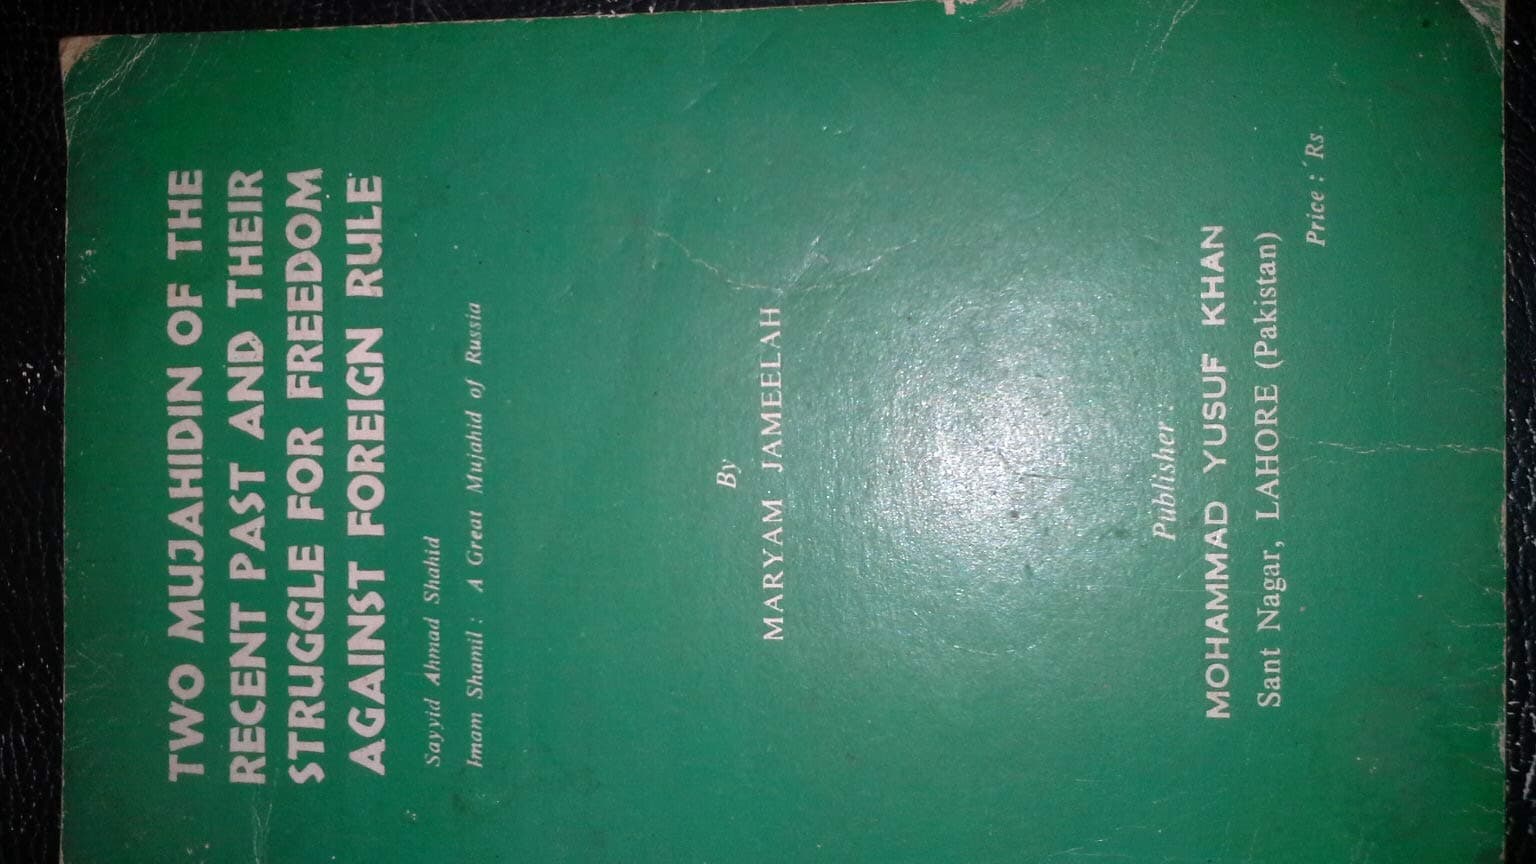 TWO MUJAHIDIN OF THE
RECENT PAST AND THEIR
STRUGGLE FOR FREEDOM
AGAINST FOREIGN RULE
Sayyid Ahmad Shahid
Imam Shamil : A Great Mujahid of Russia
By
MARYAM JAMEELAH
Publisher :
MOHAMMAD YUSUF KHAN
Sant Nagar, LAHORE (Pakistan)
Price : Rs.